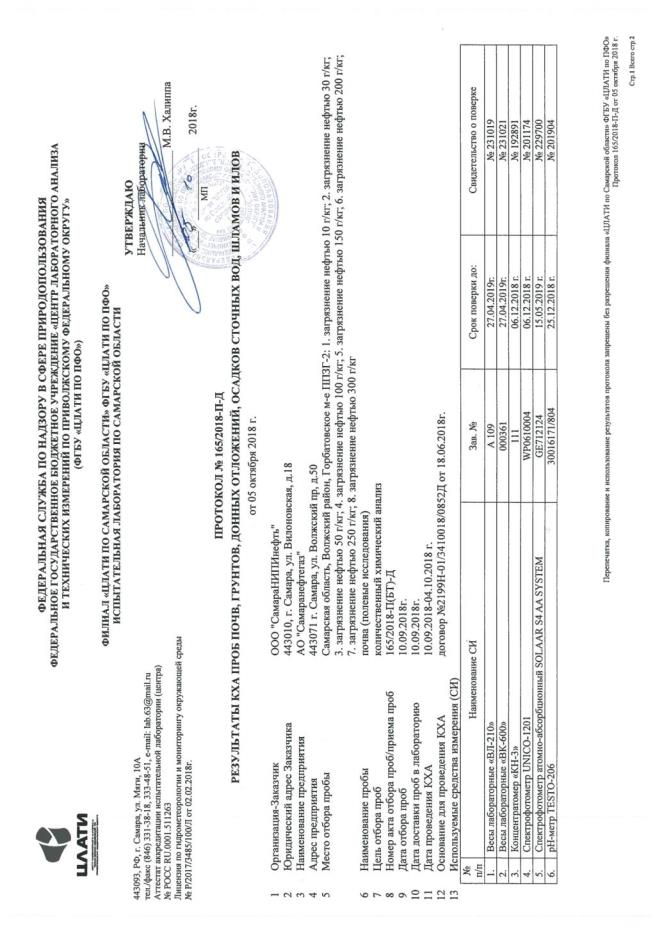 ФЕДЕРАЛЬНАЯ СЛУЖБА ПО НАДЗОРУ В СФЕРЕ ПРИРОДОПОЛЬЗОВАНИЯ
ФЕДЕРАЛЬНОЕ ГОСУДАРСТВЕННОЕ БЮДЖЕТНОЕ УЧРЕЖДЕНИЕ «ЦЕНТР ЛАБОРАТОРНОГО АНАЛИЗА
И ТЕХНИЧЕСКИХ ИЗМЕРЕНИЙ ПО ПРИВОЛЖСКОМУ ФЕДЕРАЛЬНОМУ ОКРУГУ»
(ФГБУ «ЦЛАТИ ПО ПФО»)
ЦЛАТИ
ФИЛИАЛ «ЦЛАТИ ПО САМАРСКОЙ ОБЛАСТИ» ФГБУ «ЦЛАТИ ПО ПФО»
ИСПЫТАТЕЛЬНАЯ ЛАБОРАТОРИЯ ПО САМАРСКОЙ ОБЛАСТИ
443093, РФ, г. Самара, ул. Мяги, 10А
тел./факс (846) 331-38-18, 333-48-51, e-mail: lab.63@mail.ru
Аттестат аккредитации испытательной лаборатории (центра)
№ РОСС RU.0001.511263
Лицензия по гидрометеорологии и мониторингу окружающей среды
№ Р/2017/3485/100/Л от 02.02.2018г.
УТВЕРЖДАЮ
Начальник лаборатории
М.В. Халиппа
2018г.
МП
ПРОТОКОЛ № 165/2018-П-Д
РЕЗУЛЬТАТЫ КХА ПРОБ ПОЧВ, ГРУНТОВ, ДОННЫХ ОТЛОЖЕНИЙ, ОСАДКОВ СТОЧНЫХ ВОД, ШЛАМОВ И ИЛОВ
от 05 октября 2018 г.
1 Организация-Заказчик ООО "СамараНИПИнефть"
2 Юридический адрес Заказчика 443010, г. Самара, ул. Вилоновская, д.18
3 Наименование предприятия АО "Самаранефтегаз"
4 Адрес предприятия 443071 г. Самара, ул. Волжский пр, д.50
5 Место отбора пробы Самарская область, Волжский район, Горбатовское м-е ППЗГ-2: 1. загрязнение нефтью 10 г/кг; 2. загрязнение нефтью 30 г/кг;
3. загрязнение нефтью 50 г/кг; 4. загрязнение нефтью 100 г/кг; 5. загрязнение нефтью 150 г/кг; 6. загрязнение нефтью 200 г/кг;
7. загрязнение нефтью 250 г/кг; 8. загрязнение нефтью 300 г/кг
6 Наименование пробы почва (полевые исследования)
7 Цель отбора проб количественный химический анализ
8 Номер акта отбора проб/приема проб 165/2018-П(БТ)-Д
9 Дата отбора проб 10.09.2018г.
10 Дата доставки проб в лабораторию 10.09.2018г.
11 Дата проведения КХА 10.09.2018-04.10.2018 г.
12 Основание для проведения КХА договор №2199Н-01/3410018/0852Д от 18.06.2018г.
13 Используемые средства измерения (СИ)
№ п/п Наименование СИ Зав. № Срок поверки до: Свидетельство о поверке
1. Весы лабораторные «ВЛ-210» А 109 27.04.2019г. № 231019
2. Весы лабораторные «ВК-600» 000361 27.04.2019г. № 231021
3. Концентратомер «КН-3» 111 06.12.2018 г. № 192891
4. Спектрофотометр UNICO-1201 WP0610004 06.12.2018 г. № 201174
5. Спектрофотометр атомно-абсорбционный SOLAAR S4 AA SYSTEM GE712124 15.05.2019 г. № 229700
6. pH-метр TESTO-206 30016171/804 25.12.2018 г. № 201904
Перепечатка, копирование и использование результатов протокола запрещены без разрешения филиала «ЦЛАТИ по Самарской области» ФГБУ «ЦЛАТИ по ПФО»
Протокол 165/2018-П-Д от 05 октября 2018 г.
Стр.1 Всего стр.2